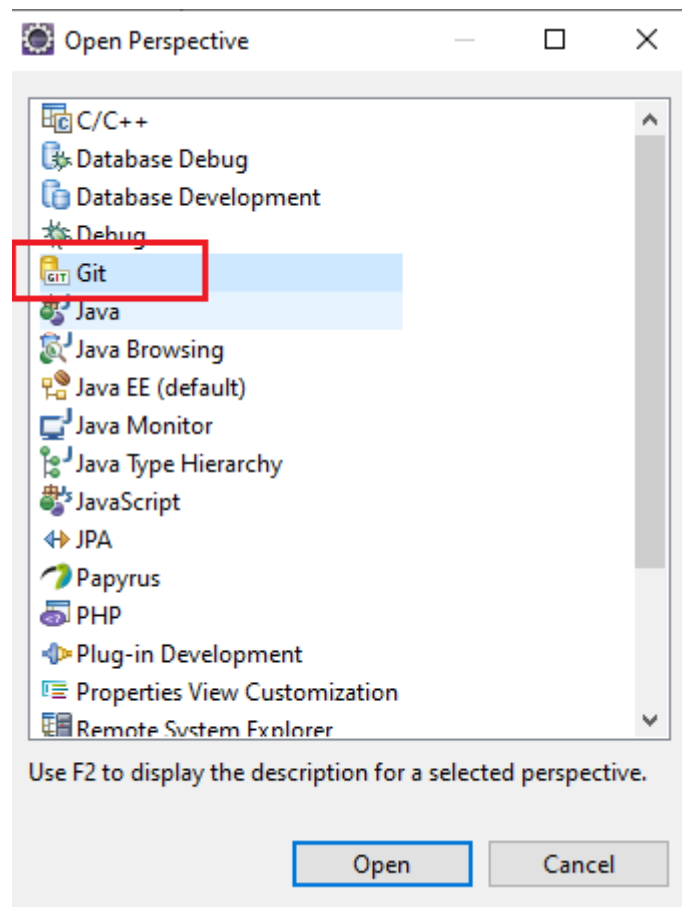 Open Perspective
C/C++
Database Debug
Database Development
Debug
GIT Git
Java
Java Browsing
Java EE (default)
Java Monitor
Java Type Hierarchy
JavaScript
JPA
Papyrus
PHP
Plug-in Development
Properties View Customization
Remote System Explorer
Use F2 to display the description for a selected perspective.
Open Cancel